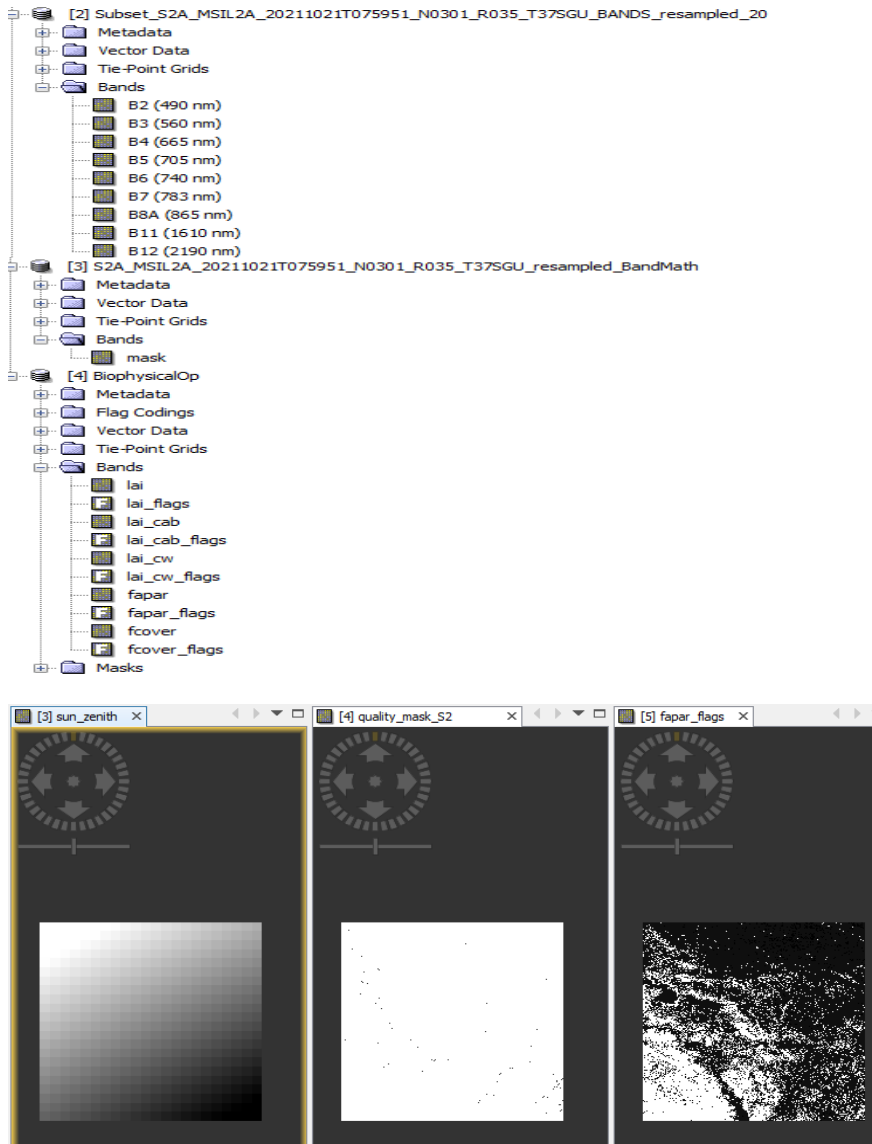 [2] Subset_S2A_MSIL2A_20211021T075951_N0301_R035_T37SGU_BANDS_resampled_20
Metadata
Vector Data
Tie-Point Grids
Bands
B2 (490 nm)
B3 (560 nm)
B4 (665 nm)
B5 (705 nm)
B6 (740 nm)
B7 (783 nm)
B8A (865 nm)
B11 (1610 nm)
B12 (2190 nm)
[3] S2A_MSIL2A_20211021T075951_N0301_R035_T37SGU_resampled_BandMath
Metadata
Vector Data
Tie-Point Grids
Bands
mask
[4] BiophysicalOp
Metadata
Flag Codings
Vector Data
Tie-Point Grids
Bands
lai
lai_flags
lai_cab
lai_cab_flags
lai_cw
lai_cw_flags
fapar
fapar_flags
fcover
fcover_flags
Masks
[3] sun_zenith [4] quality_mask_S2 [5] fapar_flags